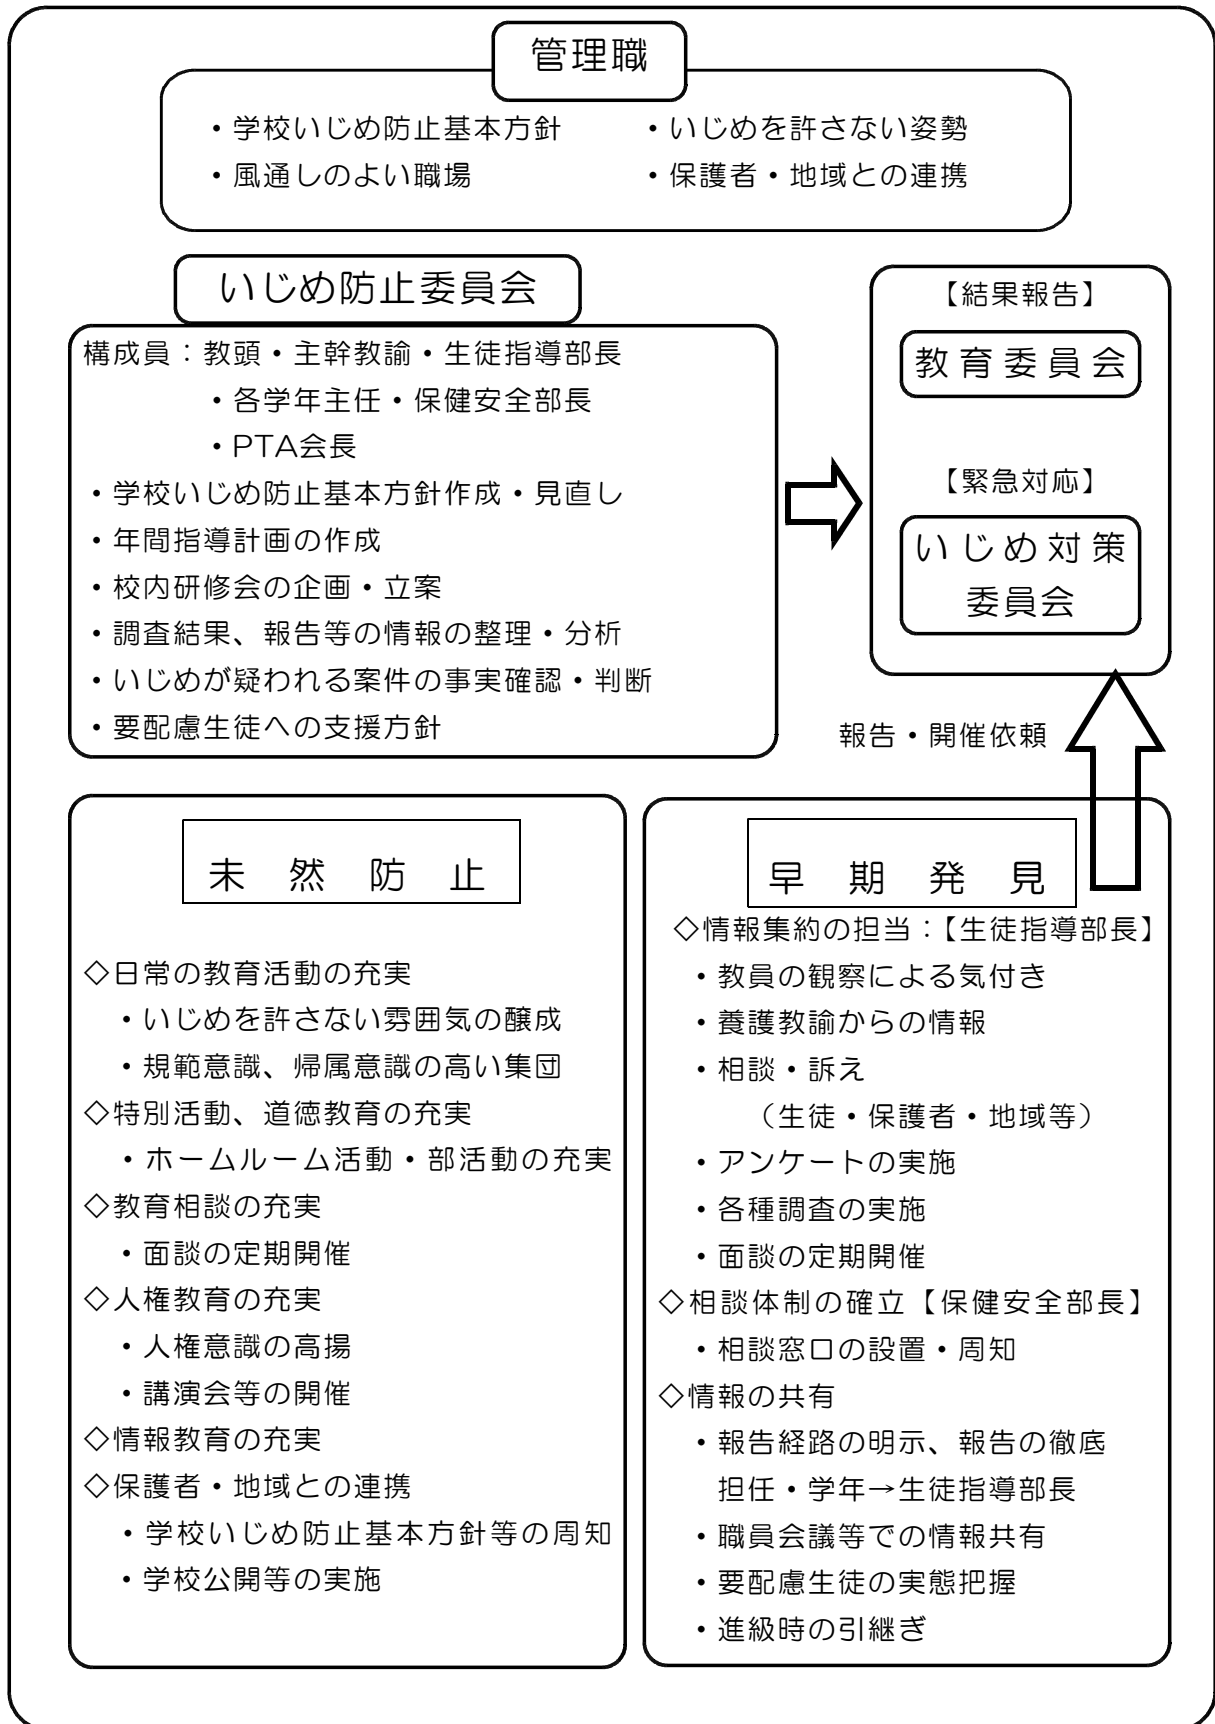 管理職
・学校いじめ防止基本方針　　・いじめを許さない姿勢
・風通しのよい職場　　・保護者・地域との連携
いじめ防止委員会
構成員：教頭・主幹教諭・生徒指導部長
・各学年主任・保健安全部長
・PTA会長
・学校いじめ防止基本方針作成・見直し
・年間指導計画の作成
・校内研修会の企画・立案
・調査結果、報告等の情報の整理・分析
・いじめが疑われる案件の事実確認・判断
・要配慮生徒への支援方針
【結果報告】
教育委員会
【緊急対応】
いじめ対策
委員会
報告・開催依頼
未然防止
◇日常の教育活動の充実
・いじめを許さない雰囲気の醸成
・規範意識、帰属意識の高い集団
◇特別活動、道徳教育の充実
・ホームルーム活動・部活動の充実
◇教育相談の充実
・面談の定期開催
◇人権教育の充実
・人権意識の高揚
・講演会等の開催
◇情報教育の充実
◇保護者・地域との連携
・学校いじめ防止基本方針等の周知
・学校公開等の実施
早期発見
◇情報集約の担当：【生徒指導部長】
・教員の観察による気付き
・養護教諭からの情報
・相談・訴え
（生徒・保護者・地域等）
・アンケートの実施
・各種調査の実施
・面談の定期開催
◇相談体制の確立【保健安全部長】
・相談窓口の設置・周知
◇情報の共有
・報告経路の明示、報告の徹底
担任・学年→生徒指導部長
・職員会議等での情報共有
・要配慮生徒の実態把握
・進級時の引継ぎ